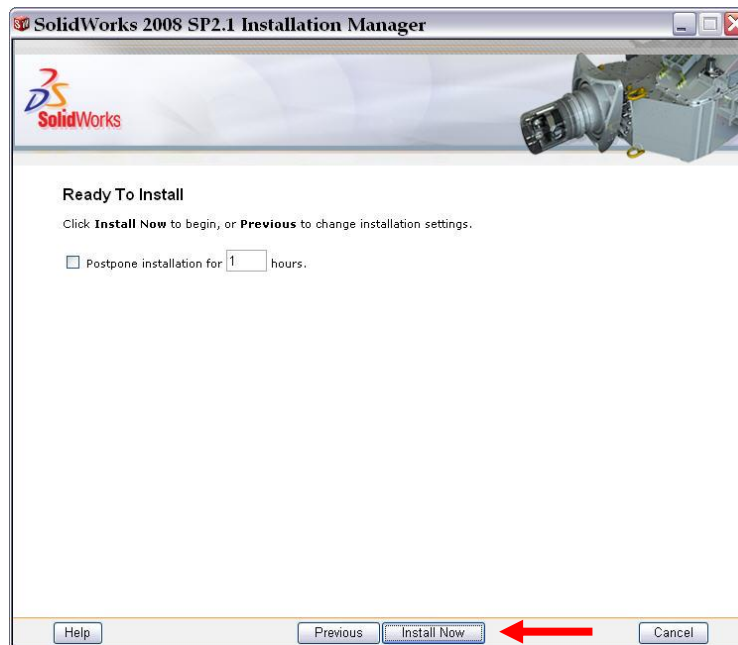 SolidWorks 2008 SP2.1 Installation Manager
SolidWorks
Ready To Install
Click Install Now to begin, or Previous to change installation settings.
Postpone installation for 1 hours.
Help Previous Install Now Cancel